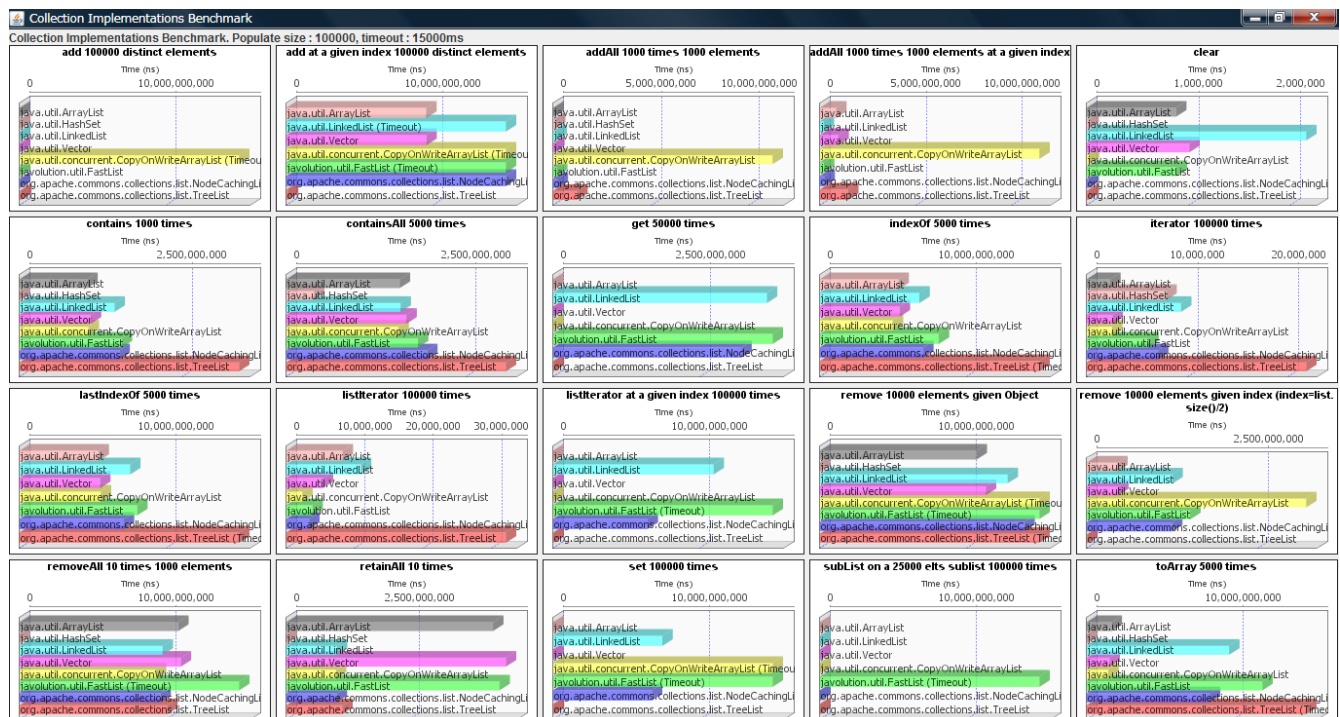 Collection Implementations Benchmark
Collection Implementations Benchmark. Populate size : 100000, timeout : 15000ms
add 100000 distinct elements
Time (ns)
0 10,000,000,000
java.util.ArrayList
java.util.HashSet
java.util.LinkedList
java.util.Vector
java.util.concurrent.CopyOnWriteArrayList (Timeou
javolution.util.FastList
org.apache.commons.collections.list.NodeCachingLi
org.apache.commons.collections.list.TreeList
add at a given index 100000 distinct elements
Time (ns)
0 10,000,000,000
java.util.ArrayList
java.util.LinkedList (Timeout)
java.util.Vector
java.util.concurrent.CopyOnWriteArrayList (Timeou
javolution.util.FastList (Timeout)
org.apache.commons.collections.list.NodeCachingLi
org.apache.commons.collections.list.TreeList
addAll 1000 times 1000 elements
Time (ns)
0 5,000,000,000 10,000,000,000
java.util.ArrayList
java.util.HashSet
java.util.LinkedList
java.util.Vector
java.util.concurrent.CopyOnWriteArrayList
javolution.util.FastList
org.apache.commons.collections.list.NodeCachingLi
org.apache.commons.collections.list.TreeList
addAll 1000 times 1000 elements at a given index
Time (ns)
0 5,000,000,000 10,000,000,000
java.util.ArrayList
java.util.LinkedList
java.util.Vector
java.util.concurrent.CopyOnWriteArrayList
javolution.util.FastList
org.apache.commons.collections.list.NodeCachingLi
org.apache.commons.collections.list.TreeList
clear
Time (ns)
0 1,000,000 2,000,000
java.util.ArrayList
java.util.HashSet
java.util.LinkedList
java.util.Vector
java.util.concurrent.CopyOnWriteArrayList
javolution.util.FastList
org.apache.commons.collections.list.NodeCachingLi
org.apache.commons.collections.list.TreeList
contains 1000 times
Time (ns)
0 2,500,000,000
java.util.ArrayList
java.util.HashSet
java.util.LinkedList
java.util.Vector
java.util.concurrent.CopyOnWriteArrayList
javolution.util.FastList
org.apache.commons.collections.list.NodeCachingLi
org.apache.commons.collections.list.TreeList
containsAll 5000 times
Time (ns)
0 2,500,000,000
java.util.ArrayList
java.util.HashSet
java.util.LinkedList
java.util.Vector
java.util.concurrent.CopyOnWriteArrayList
javolution.util.FastList
org.apache.commons.collections.list.NodeCachingLi
org.apache.commons.collections.list.TreeList
get 50000 times
Time (ns)
0 2,500,000,000
java.util.ArrayList
java.util.LinkedList
java.util.Vector
java.util.concurrent.CopyOnWriteArrayList
javolution.util.FastList
org.apache.commons.collections.list.NodeCachingLi
org.apache.commons.collections.list.TreeList
indexOf 5000 times
Time (ns)
0 10,000,000,000
java.util.ArrayList
java.util.LinkedList
java.util.Vector
java.util.concurrent.CopyOnWriteArrayList
javolution.util.FastList
org.apache.commons.collections.list.NodeCachingLi
org.apache.commons.collections.list.TreeList (Timec
iterator 100000 times
Time (ns)
0 10,000,000 20,000,000
java.util.ArrayList
java.util.HashSet
java.util.LinkedList
java.util.Vector
java.util.concurrent.CopyOnWriteArrayList
javolution.util.FastList
org.apache.commons.collections.list.NodeCachingLi
org.apache.commons.collections.list.TreeList
lastIndexOf 5000 times
Time (ns)
0 10,000,000,000
java.util.ArrayList
java.util.LinkedList
java.util.Vector
java.util.concurrent.CopyOnWriteArrayList
javolution.util.FastList
org.apache.commons.collections.list.NodeCachingLi
org.apache.commons.collections.list.TreeList (Timec
listIterator 100000 times
Time (ns)
0 10,000,000 20,000,000 30,000,000
java.util.ArrayList
java.util.LinkedList
java.util.Vector
java.util.concurrent.CopyOnWriteArrayList
javolution.util.FastList
org.apache.commons.collections.list.NodeCachingLi
org.apache.commons.collections.list.TreeList
listIterator at a given index 100000 times
Time (ns)
0 10,000,000,000
java.util.ArrayList
java.util.LinkedList
java.util.Vector
java.util.concurrent.CopyOnWriteArrayList
javolution.util.FastList (Timeout)
org.apache.commons.collections.list.NodeCachingLi
org.apache.commons.collections.list.TreeList
remove 10000 elements given Object
Time (ns)
0 10,000,000,000
java.util.ArrayList
java.util.HashSet
java.util.LinkedList
java.util.Vector
java.util.concurrent.CopyOnWriteArrayList (Timeou
javolution.util.FastList (Timeout)
org.apache.commons.collections.list.NodeCachingLi
org.apache.commons.collections.list.TreeList (Timec
remove 10000 elements given index (index=list.
size()/2)
Time (ns)
0 2,500,000,000
java.util.ArrayList
java.util.LinkedList
java.util.Vector
java.util.concurrent.CopyOnWriteArrayList
javolution.util.FastList
org.apache.commons.collections.list.NodeCachingLi
org.apache.commons.collections.list.TreeList
removeAll 10 times 1000 elements
Time (ns)
0 10,000,000,000
java.util.ArrayList
java.util.HashSet
java.util.LinkedList
java.util.Vector
java.util.concurrent.CopyOnWriteArrayList
javolution.util.FastList (Timeout)
org.apache.commons.collections.list.NodeCachingLi
org.apache.commons.collections.list.TreeList
retainAll 10 times
Time (ns)
0 2,500,000,000
java.util.ArrayList
java.util.HashSet
java.util.LinkedList
java.util.Vector
java.util.concurrent.CopyOnWriteArrayList
javolution.util.FastList
org.apache.commons.collections.list.NodeCachingLi
org.apache.commons.collections.list.TreeList
set 100000 times
Time (ns)
0 10,000,000,000
java.util.ArrayList
java.util.LinkedList
java.util.Vector
java.util.concurrent.CopyOnWriteArrayList (Timeou
javolution.util.FastList (Timeout)
org.apache.commons.collections.list.NodeCachingLi
org.apache.commons.collections.list.TreeList
subList on a 25000 elts sublist 100000 times
Time (ns)
0 10,000,000,000
java.util.ArrayList
java.util.LinkedList
java.util.Vector
java.util.concurrent.CopyOnWriteArrayList
javolution.util.FastList (Timeout)
org.apache.commons.collections.list.NodeCachingLi
org.apache.commons.collections.list.TreeList
toArray 5000 times
Time (ns)
0 10,000,000,000
java.util.ArrayList
java.util.HashSet
java.util.LinkedList
java.util.Vector
java.util.concurrent.CopyOnWriteArrayList
javolution.util.FastList
org.apache.commons.collections.list.NodeCachingLi
org.apache.commons.collections.list.TreeList (Timec